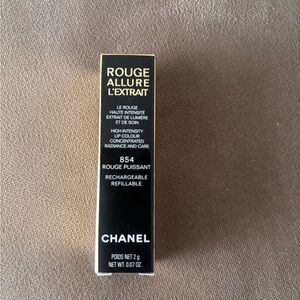 ROUGE
ALLURE
L'EXTRAIT
LE ROUGE
HAUTE INTENSITÉ
EXTRAIT DE LUMIÈRE
ET DE SOIN
HIGH-INTENSITY
LIP COLOUR
CONCENTRATED
RADIANCE AND CARE
854
ROUGE PUISSANT
RECHARGEABLE
REFILLABLE
CHANEL
POIDS NET 2 g
NET WT. 0.07 OZ.